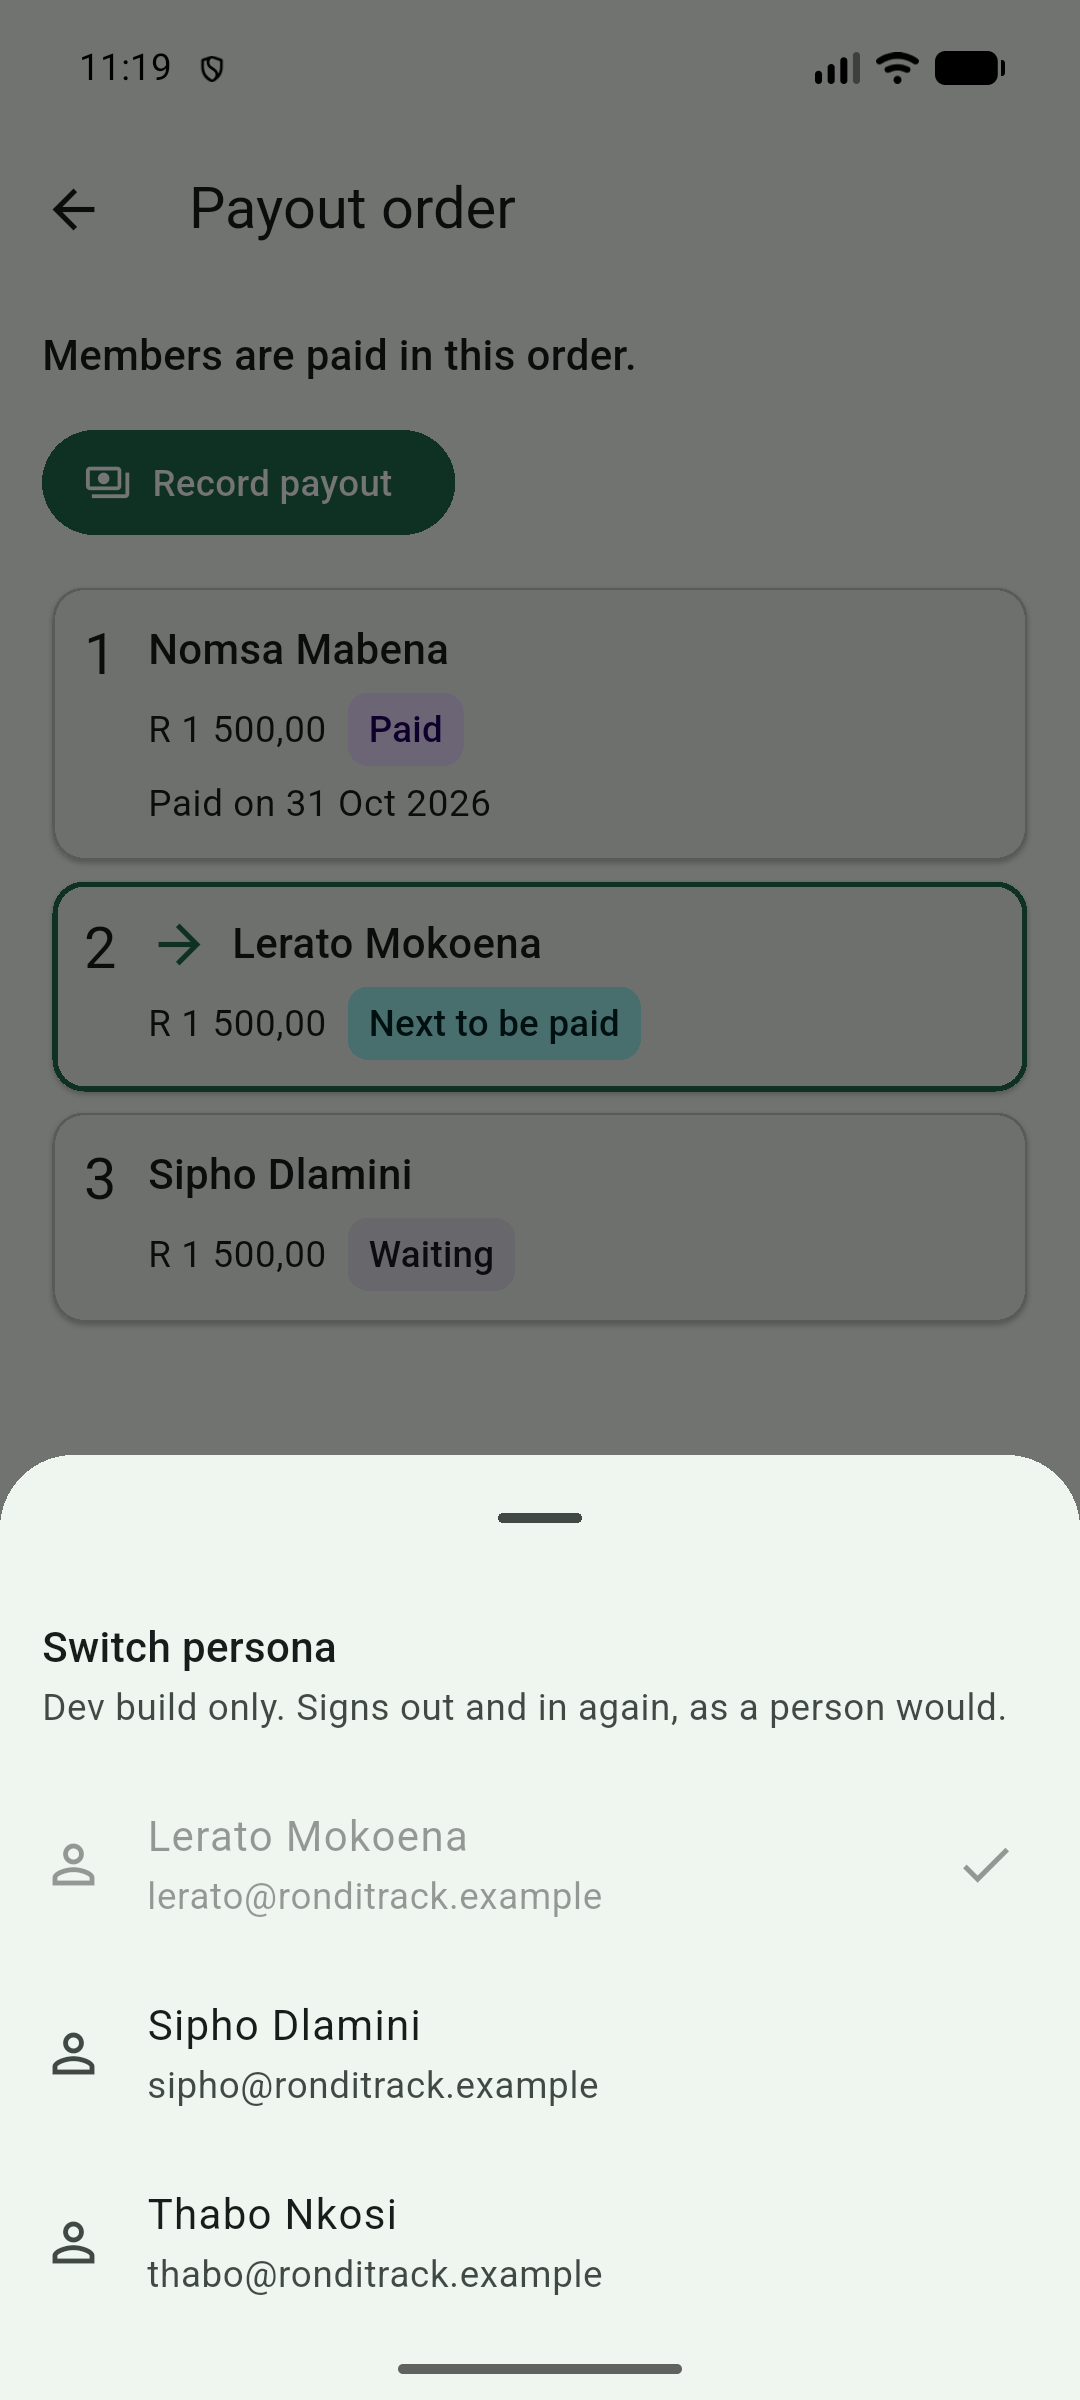 11:19
Payout order
Members are paid in this order.
Record payout
1 Nomsa Mabena
R 1 500,00 Paid
Paid on 31 Oct 2026
2 Lerato Mokoena
R 1 500,00 Next to be paid
3 Sipho Dlamini
R 1 500,00 Waiting
Switch persona
Dev build only. Signs out and in again, as a person would.
Lerato Mokoena
lerato@ronditrack.example
Sipho Dlamini
sipho@ronditrack.example
Thabo Nkosi
thabo@ronditrack.example